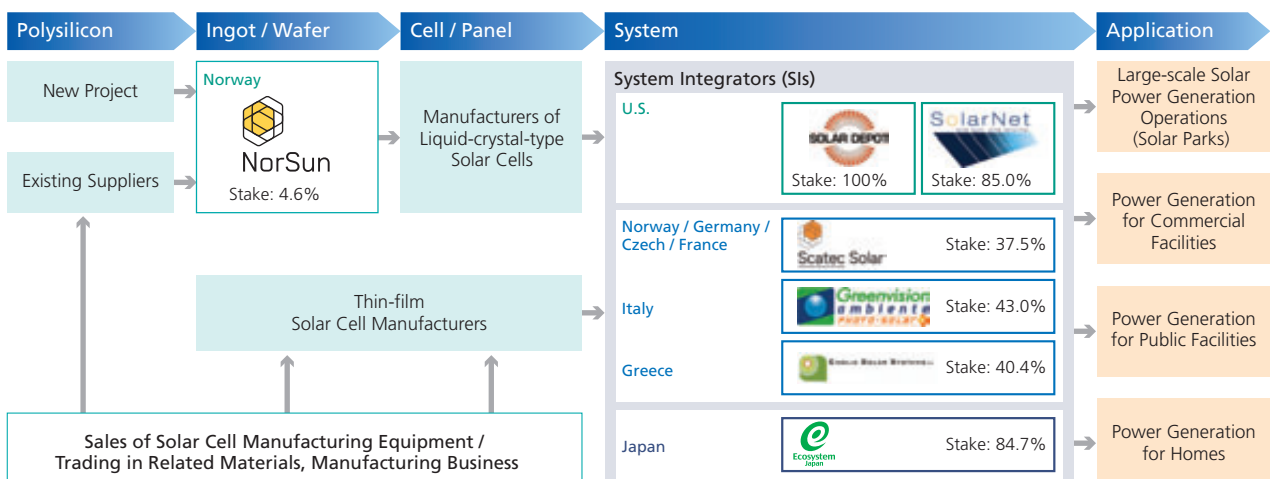 Polysilicon
Ingot / Wafer
Cell / Panel
System
Application
New Project
Existing Suppliers
Norway
NorSun
Stake: 4.6%
Manufacturers of
Liquid-crystal-type
Solar Cells
Thin-film
Solar Cell Manufacturers
Sales of Solar Cell Manufacturing Equipment /
Trading in Related Materials, Manufacturing Business
System Integrators (SIs)
U.S.
SOLAR DEPOT
Stake: 100%
SolarNet
Stake: 85.0%
Norway / Germany /
Czech / France
Scatec Solar
Stake: 37.5%
Italy
Greenvision
ambiente
PHOTO-SOLAR
Stake: 43.0%
Greece
Stake: 40.4%
Japan
Ecosystem
Japan
Stake: 84.7%
Large-scale Solar
Power Generation
Operations
(Solar Parks)
Power Generation
for Commercial
Facilities
Power Generation
for Public Facilities
Power Generation
for Homes